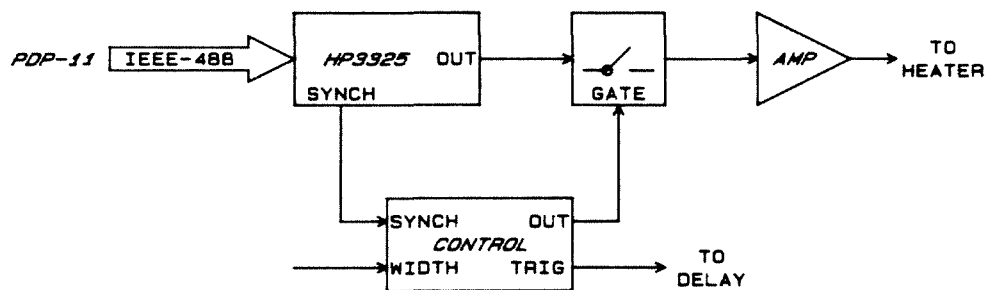 PDP-11
IEEE-488
HP3325
OUT
SYNCH
GATE
AMP
TO
HEATER
SYNCH
OUT
CONTROL
WIDTH
TRIG
TO
DELAY